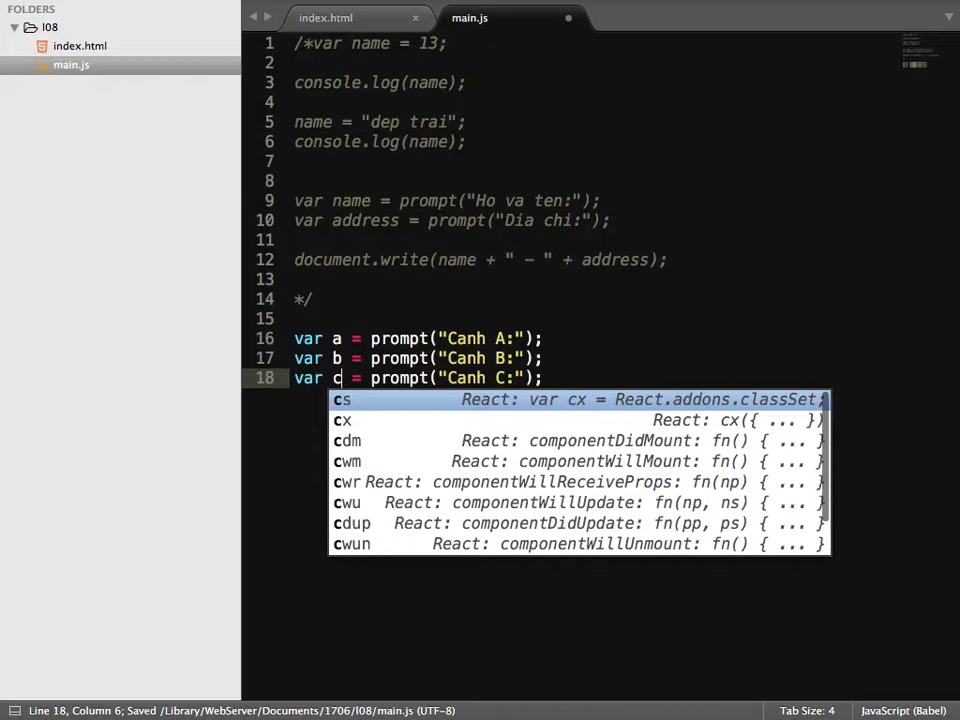 FOLDERS
l08
index.html
main.js
index.html ×
main.js
1 /*var name = 13;
2
3 console.log(name);
4
5 name = "dep trai";
6 console.log(name);
7
8
9 var name = prompt("Ho va ten:");
10 var address = prompt("Dia chi:");
11
12 document.write(name + " - " + address);
13
14 */
15
16 var a = prompt("Canh A:");
17 var b = prompt("Canh B:");
18 var c = prompt("Canh C:");
cs React: var cx = React.addons.classSet;
cx React: cx({ ... })
cdm React: componentDidMount: fn() { ... }
cwm React: componentWillMount: fn() { ... }
cwr React: componentWillReceiveProps: fn(np) { ... }
cwu React: componentWillUpdate: fn(np, ns) { ... }
cdup React: componentDidUpdate: fn(pp, ps) { ... }
cwun React: componentWillUnmount: fn() { ... }
Line 18, Column 6; Saved /Library/WebServer/Documents/1706/l08/main.js (UTF-8)
Tab Size: 4
JavaScript (Babel)